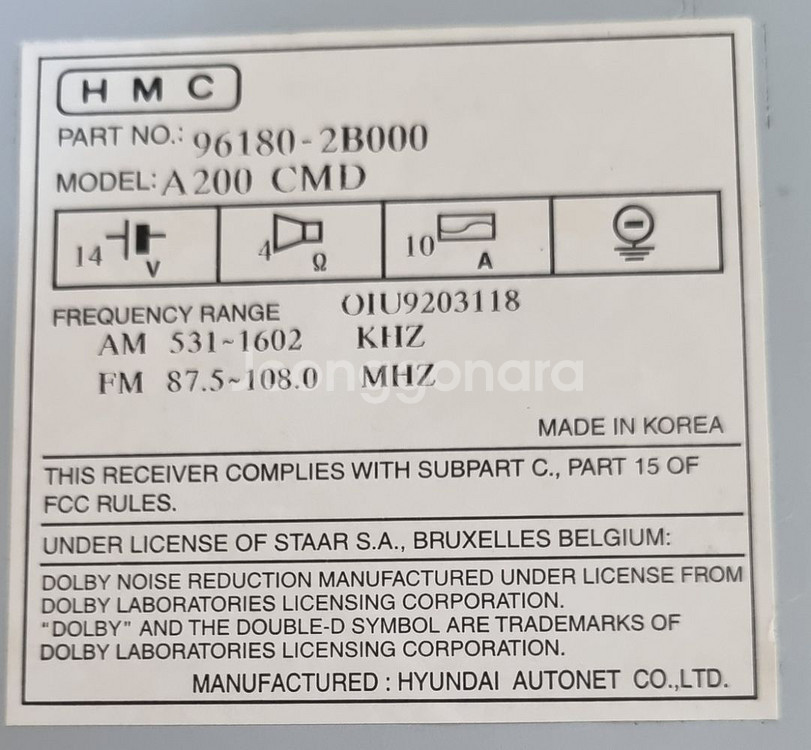 HMC
PART NO.: 96180-2B000
MODEL: A200 CMD
14 V 4 Ω 10 A
FREQUENCY RANGE OIU9203118
AM 531~1602 KHZ
FM 87.5~108.0 MHZ
Joonggonara
MADE IN KOREA
THIS RECEIVER COMPLIES WITH SUBPART C., PART 15 OF
FCC RULES.
UNDER LICENSE OF STAAR S.A., BRUXELLES BELGIUM:
DOLBY NOISE REDUCTION MANUFACTURED UNDER LICENSE FROM
DOLBY LABORATORIES LICENSING CORPORATION.
"DOLBY" AND THE DOUBLE-D SYMBOL ARE TRADEMARKS OF
DOLBY LABORATORIES LICENSING CORPORATION.
MANUFACTURED : HYUNDAI AUTONET CO.,LTD.